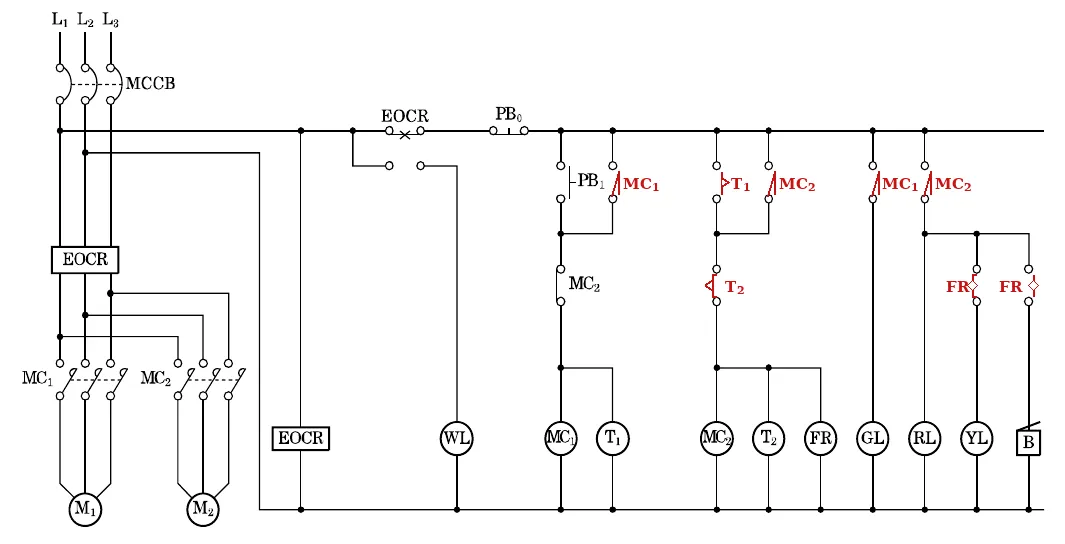 L₁ L₂ L₃
MCCB
EOCR
PB₀
PB₁
MC₁
T₁
MC₂
MC₁
MC₂
EOCR
MC₂
T₂
FR
FR
MC₁
MC₂
EOCR
WL
MC₁
T₁
MC₂
T₂
FR
GL
RL
YL
B
M₁
M₂